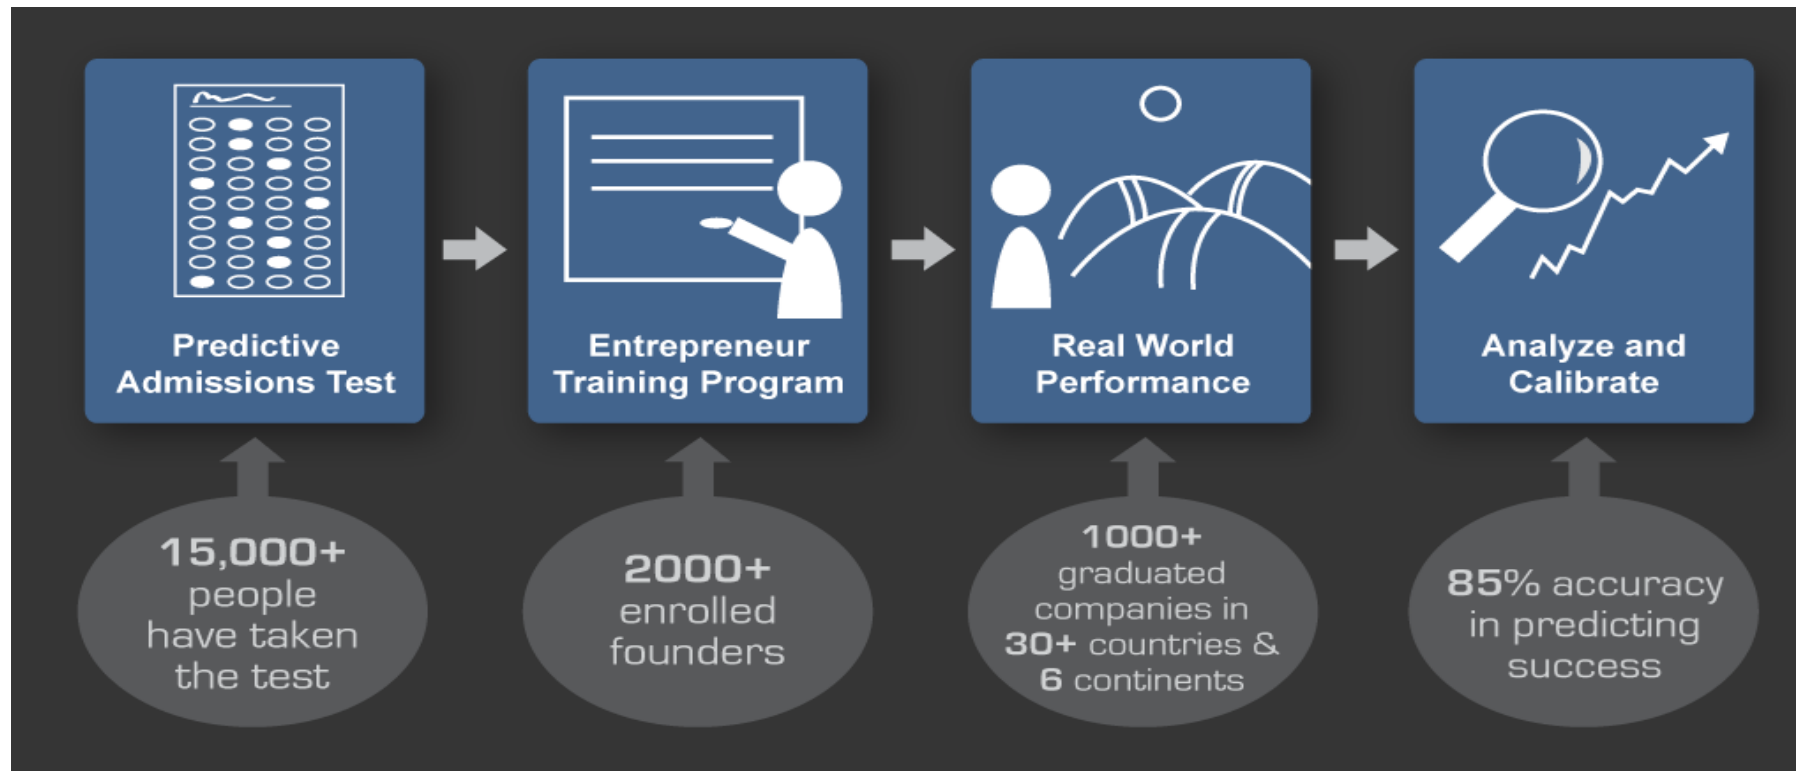 Predictive
Admissions Test
Entrepreneur
Training Program
Real World
Performance
Analyze and
Calibrate
15,000+
people
have taken
the test
2000+
enrolled
founders
1000+
graduated
companies in
30+ countries &
6 continents
85% accuracy
in predicting
success